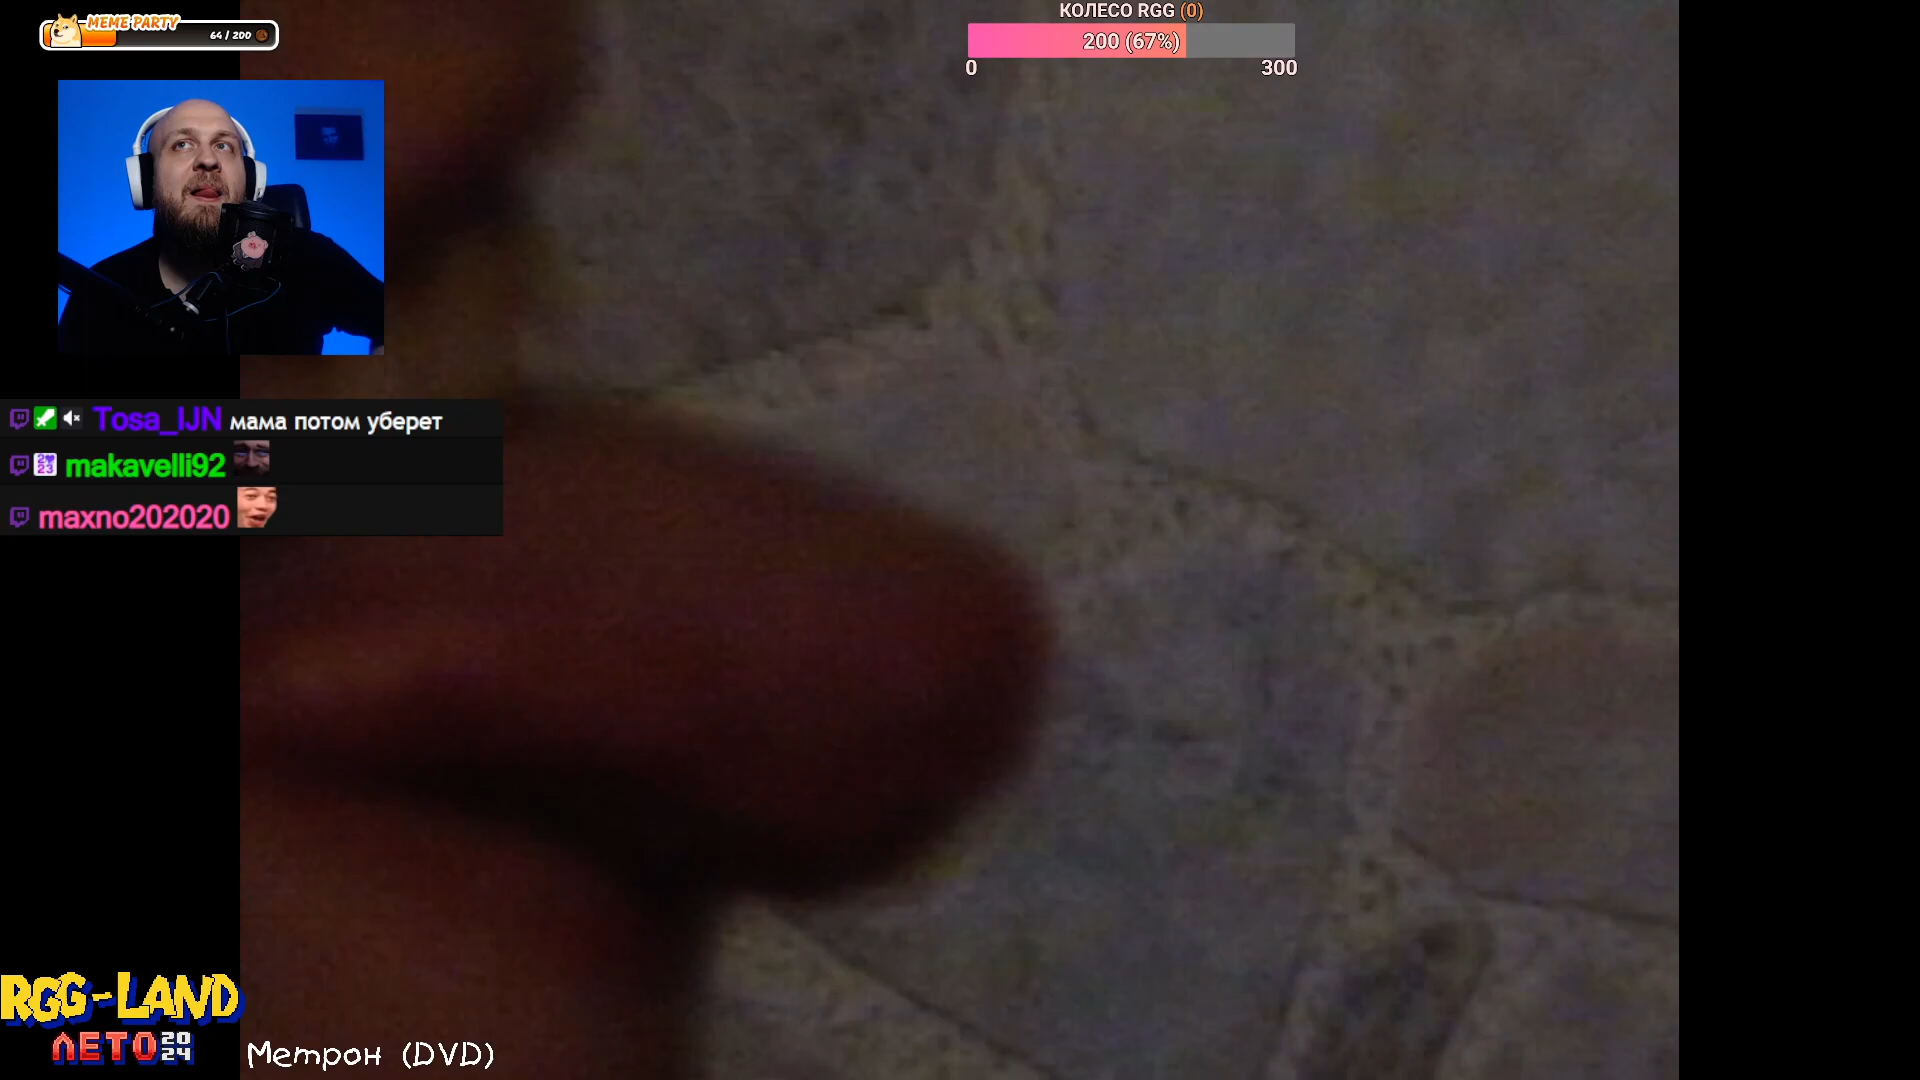 MEME PARTY
64 / 200
КОЛЕСО RGG (0)
200 (67%)
0
300
Tosa_IJN мама потом уберет
makavelli92
maxno202020
RGG-LAND
ЛЕТО 2024
Метрон (DVD)